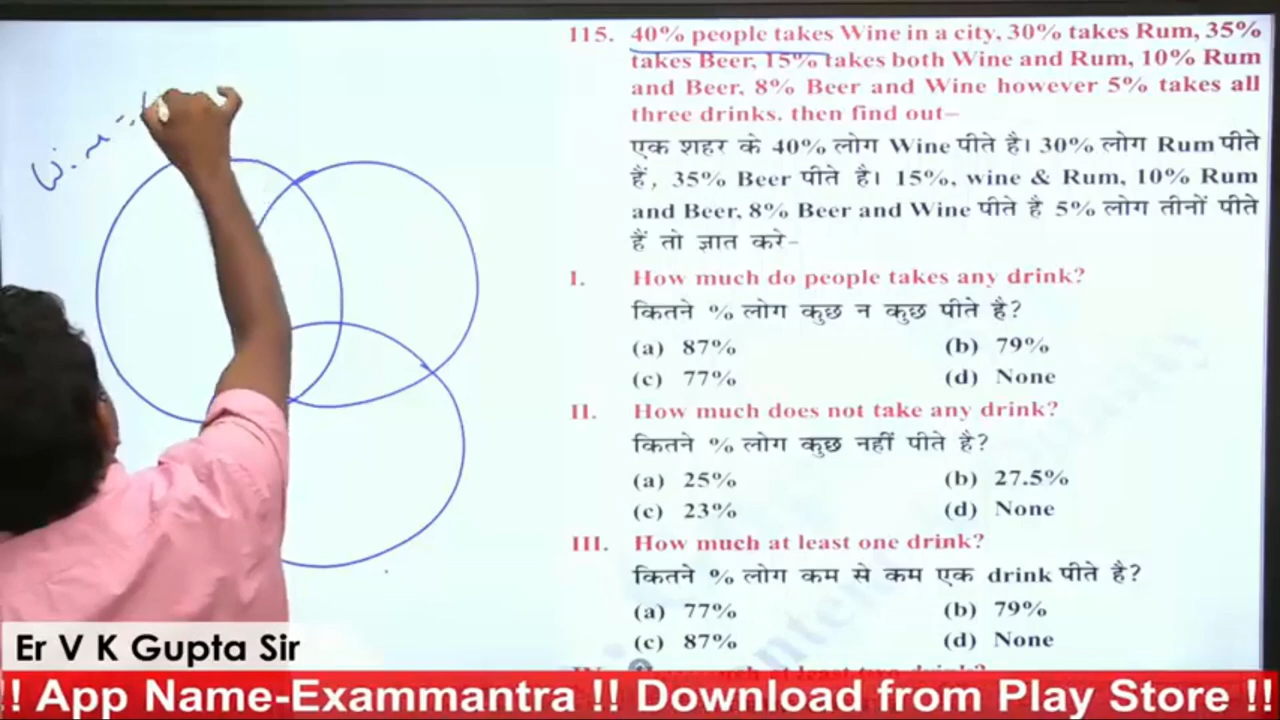 Wine =
115. 40% people takes Wine in a city, 30% takes Rum, 35%
takes Beer, 15% takes both Wine and Rum, 10% Rum
and Beer, 8% Beer and Wine however 5% takes all
three drinks. then find out–
एक शहर के 40% लोग Wine पीते है। 30% लोग Rum पीते
हैं, 35% Beer पीते है। 15%, wine & Rum, 10% Rum
and Beer, 8% Beer and Wine पीते है 5% लोग तीनों पीते
हैं तो ज्ञात करे–
I. How much do people takes any drink?
कितने % लोग कुछ न कुछ पीते है?
(a) 87% (b) 79%
(c) 77% (d) None
II. How much does not take any drink?
कितने % लोग कुछ नहीं पीते है?
(a) 25% (b) 27.5%
(c) 23% (d) None
III. How much at least one drink?
कितने % लोग कम से कम एक drink पीते है?
(a) 77% (b) 79%
(c) 87% (d) None
Er V K Gupta Sir
!! App Name-Exammantra !! Download from Play Store !!